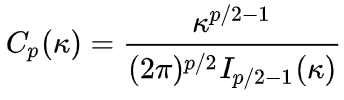 C_p(κ) = κ^{p/2−1} / ((2π)^{p/2} I_{p/2−1}(κ))